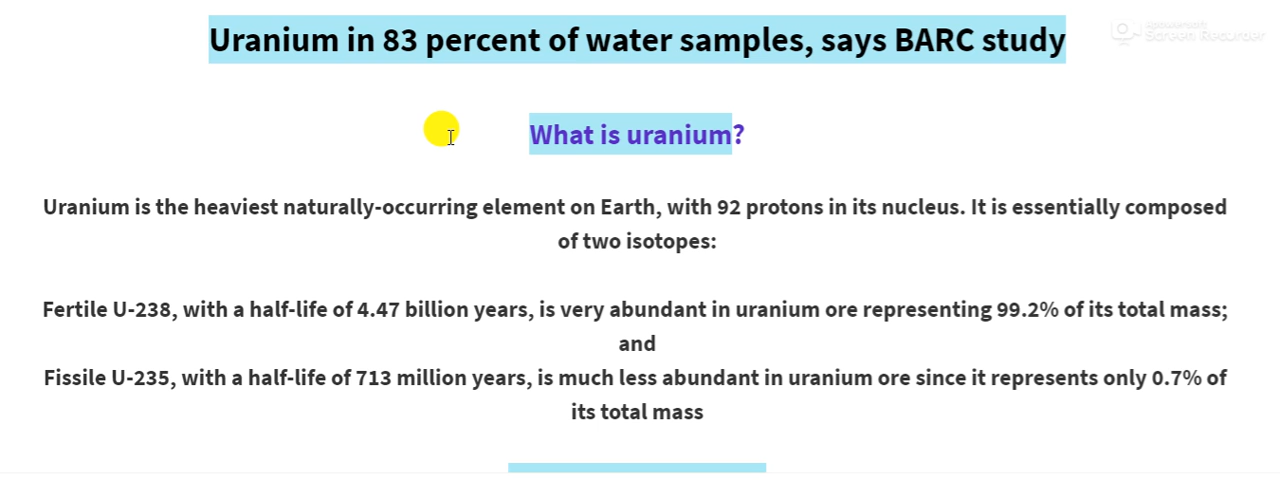 Uranium in 83 percent of water samples, says BARC study
Screen Recorder
What is uranium?
Uranium is the heaviest naturally-occurring element on Earth, with 92 protons in its nucleus. It is essentially composed
of two isotopes:
Fertile U-238, with a half-life of 4.47 billion years, is very abundant in uranium ore representing 99.2% of its total mass;
and
Fissile U-235, with a half-life of 713 million years, is much less abundant in uranium ore since it represents only 0.7% of
its total mass